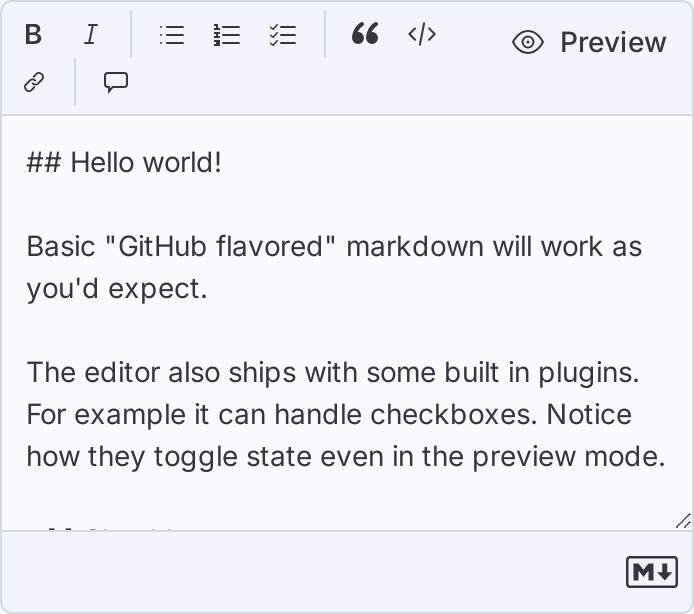 B I
Preview
## Hello world!
Basic "GitHub flavored" markdown will work as
you'd expect.
The editor also ships with some built in plugins.
For example it can handle checkboxes. Notice
how they toggle state even in the preview mode.
M